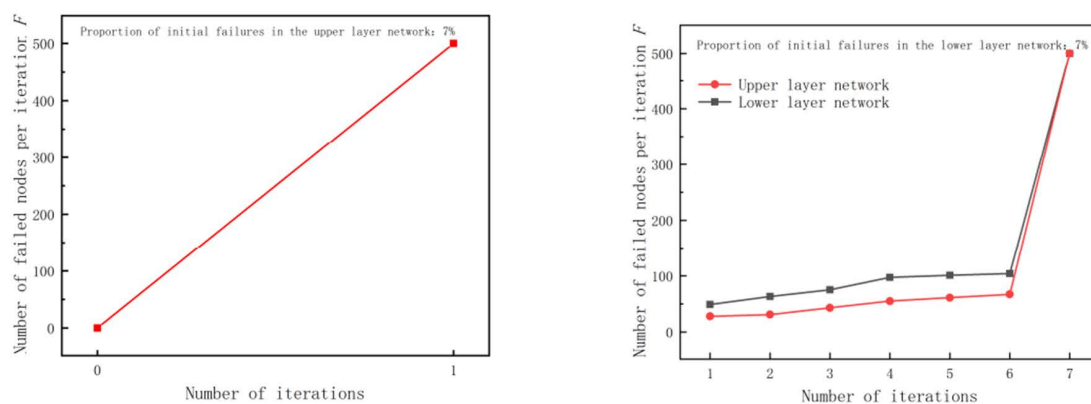 Proportion of initial failures in the upper layer network: 7%
Number of failed nodes per iteration F
500
400
300
200
100
0
0 1
Number of iterations
Proportion of initial failures in the lower layer network: 7%
Upper layer network
Lower layer network
Number of failed nodes per iteration F
500
400
300
200
100
0
1 2 3 4 5 6 7
Number of iterations